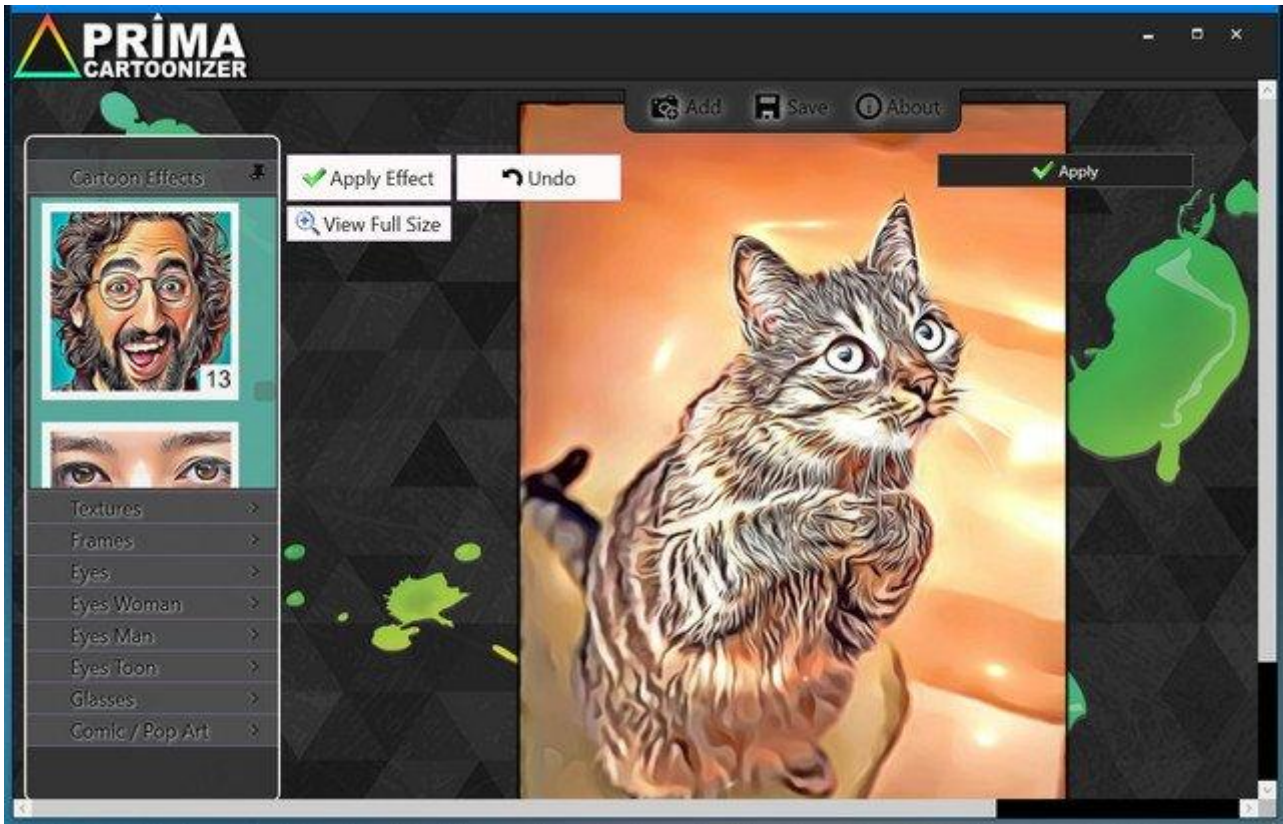 PRIMA
CARTOONIZER
Add Save About
Cartoon Effects
Apply Effect
Undo
Apply
View Full Size
13
Textures
Frames
Eyes
Eyes Woman
Eyes Man
Eyes Toon
Glasses
Comic / Pop Art